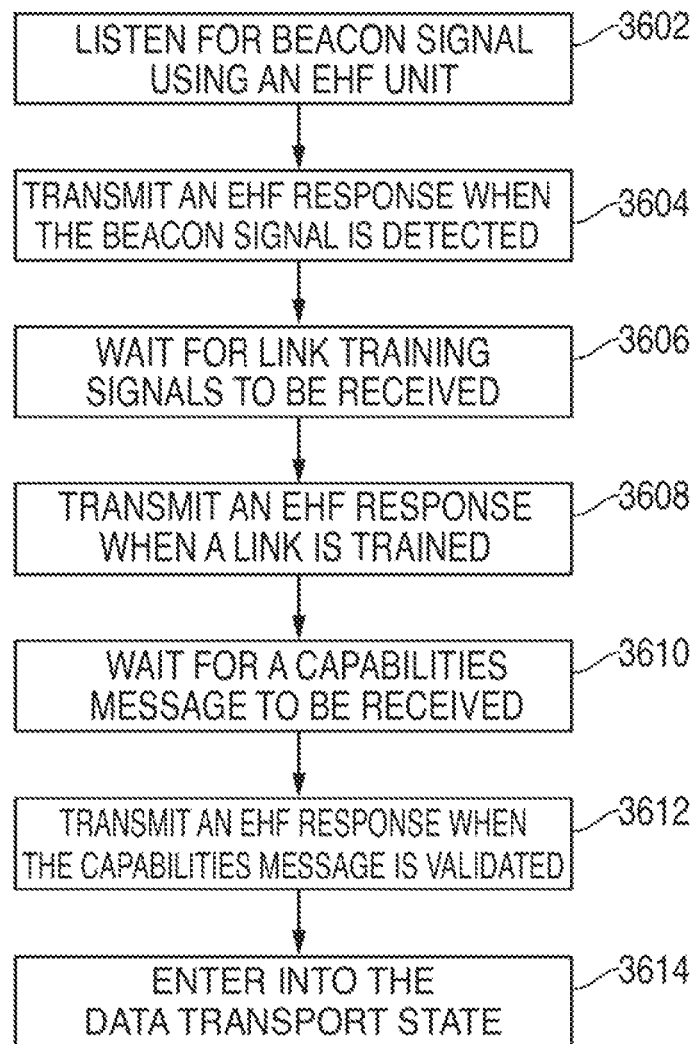 LISTEN FOR BEACON SIGNAL
USING AN EHF UNIT
3602
TRANSMIT AN EHF RESPONSE WHEN
THE BEACON SIGNAL IS DETECTED
3604
WAIT FOR LINK TRAINING
SIGNALS TO BE RECEIVED
3606
TRANSMIT AN EHF RESPONSE
WHEN A LINK IS TRAINED
3608
WAIT FOR A CAPABILITIES
MESSAGE TO BE RECEIVED
3610
TRANSMIT AN EHF RESPONSE WHEN
THE CAPABILITIES MESSAGE IS VALIDATED
3612
ENTER INTO THE
DATA TRANSPORT STATE
3614